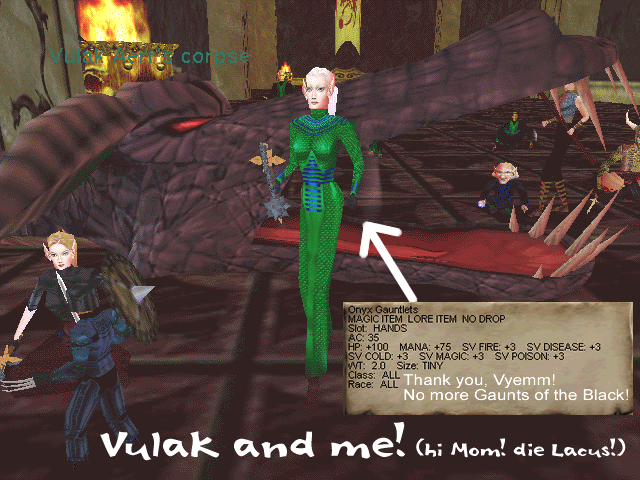 Vulak`Aerr's corpse
Onyx Gauntlets
MAGIC ITEM LORE ITEM NO DROP
Slot: HANDS
AC: 35
HP: +100 MANA: +75 SV FIRE: +3 SV DISEASE: +3
SV COLD: +3 SV MAGIC: +3 SV POISON: +3
WT: 2.0 Size: TINY
Class: ALL
Race: ALL
Thank you, Vyemm!
No more Gaunts of the Black!
Vulak and me! (hi Mom! die Lacus!)